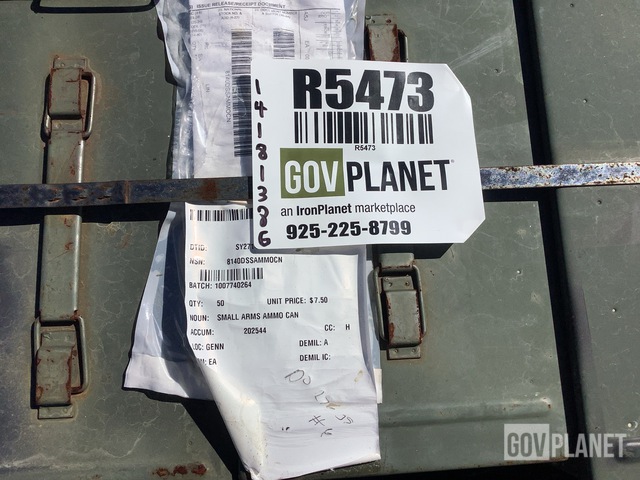 ISSUE RELEASE/RECEIPT DOCUMENT
R5473
R5473
14181386
GOVPLANET
an IronPlanet marketplace
925-225-8799
DTID: SY27
NSN: 8140DSSAMMOCN
BATCH: 1007740264
QTY: 50 UNIT PRICE: $7.50
NOUN: SMALL ARMS AMMO CAN
ACCUM: 202544 CC: H
LOC: GENN DEMIL: A
EA DEMIL IC:
GOVPLANET